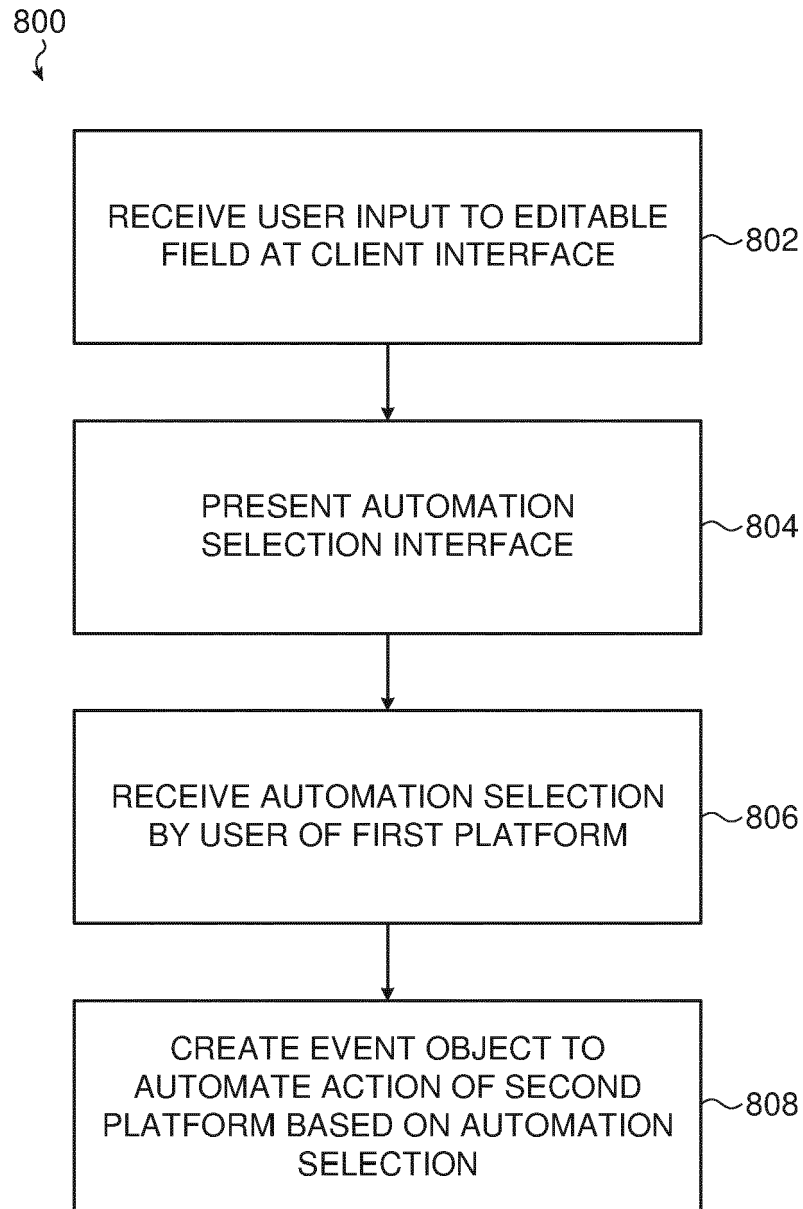 800
RECEIVE USER INPUT TO EDITABLE
FIELD AT CLIENT INTERFACE
802
PRESENT AUTOMATION
SELECTION INTERFACE
804
RECEIVE AUTOMATION SELECTION
BY USER OF FIRST PLATFORM
806
CREATE EVENT OBJECT TO
AUTOMATE ACTION OF SECOND
PLATFORM BASED ON AUTOMATION
SELECTION
808